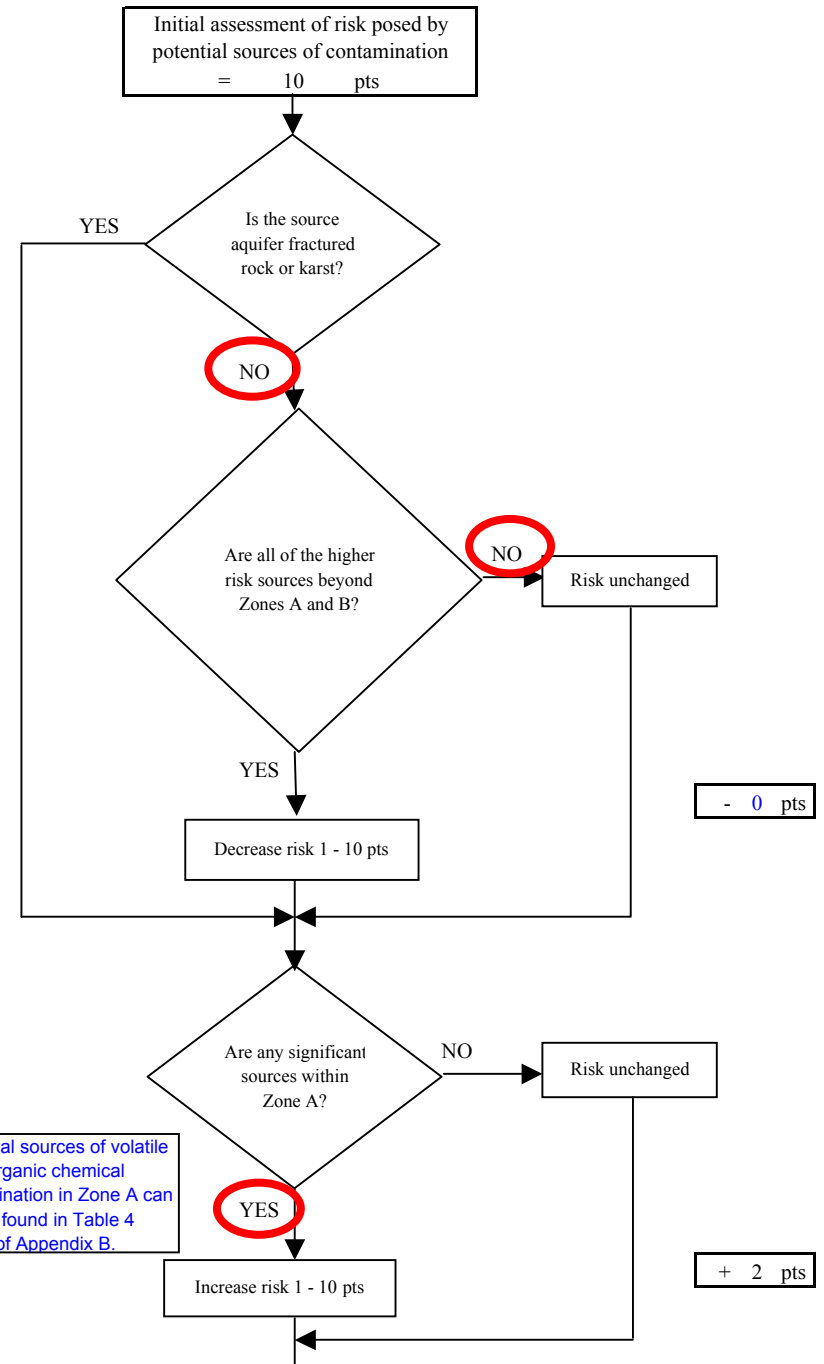 Initial assessment of risk posed by
potential sources of contamination
= 10 pts
YES
Is the source
aquifer fractured
rock or karst?
NO
Are all of the higher
risk sources beyond
Zones A and B?
NO
Risk unchanged
YES
- 0 pts
Decrease risk 1 - 10 pts
Are any significant
sources within
Zone A?
NO
Risk unchanged
al sources of volatile
rganic chemical
ination in Zone A can
found in Table 4
of Appendix B.
YES
+ 2 pts
Increase risk 1 - 10 pts